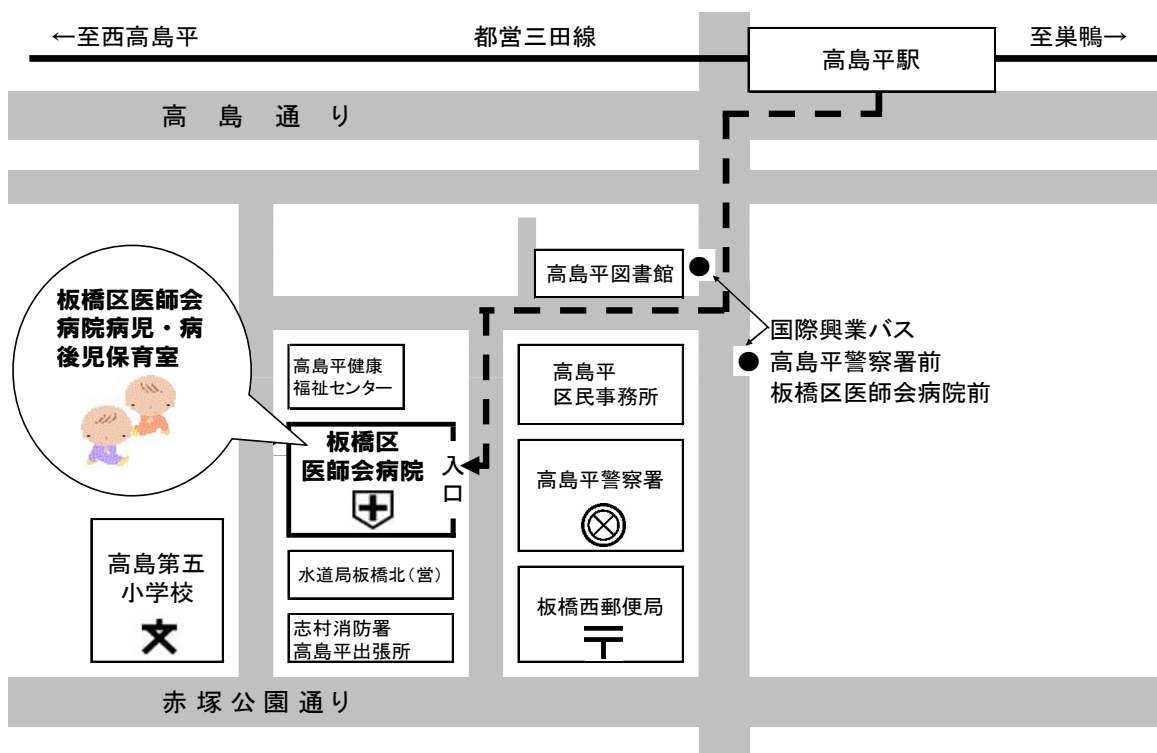 ←至西高島平
都営三田線
高島平駅
至巣鴨→
高島通り
高島平図書館
板橋区医師会
病院病児・病
後児保育室
国際興業バス
高島平警察署前
板橋区医師会病院前
高島平健康
福祉センター
高島平
区民事務所
板橋区
医師会病院
入口
高島平警察署
高島第五
小学校
文
水道局板橋北(営)
板橋西郵便局
〒
志村消防署
高島平出張所
赤塚公園通り